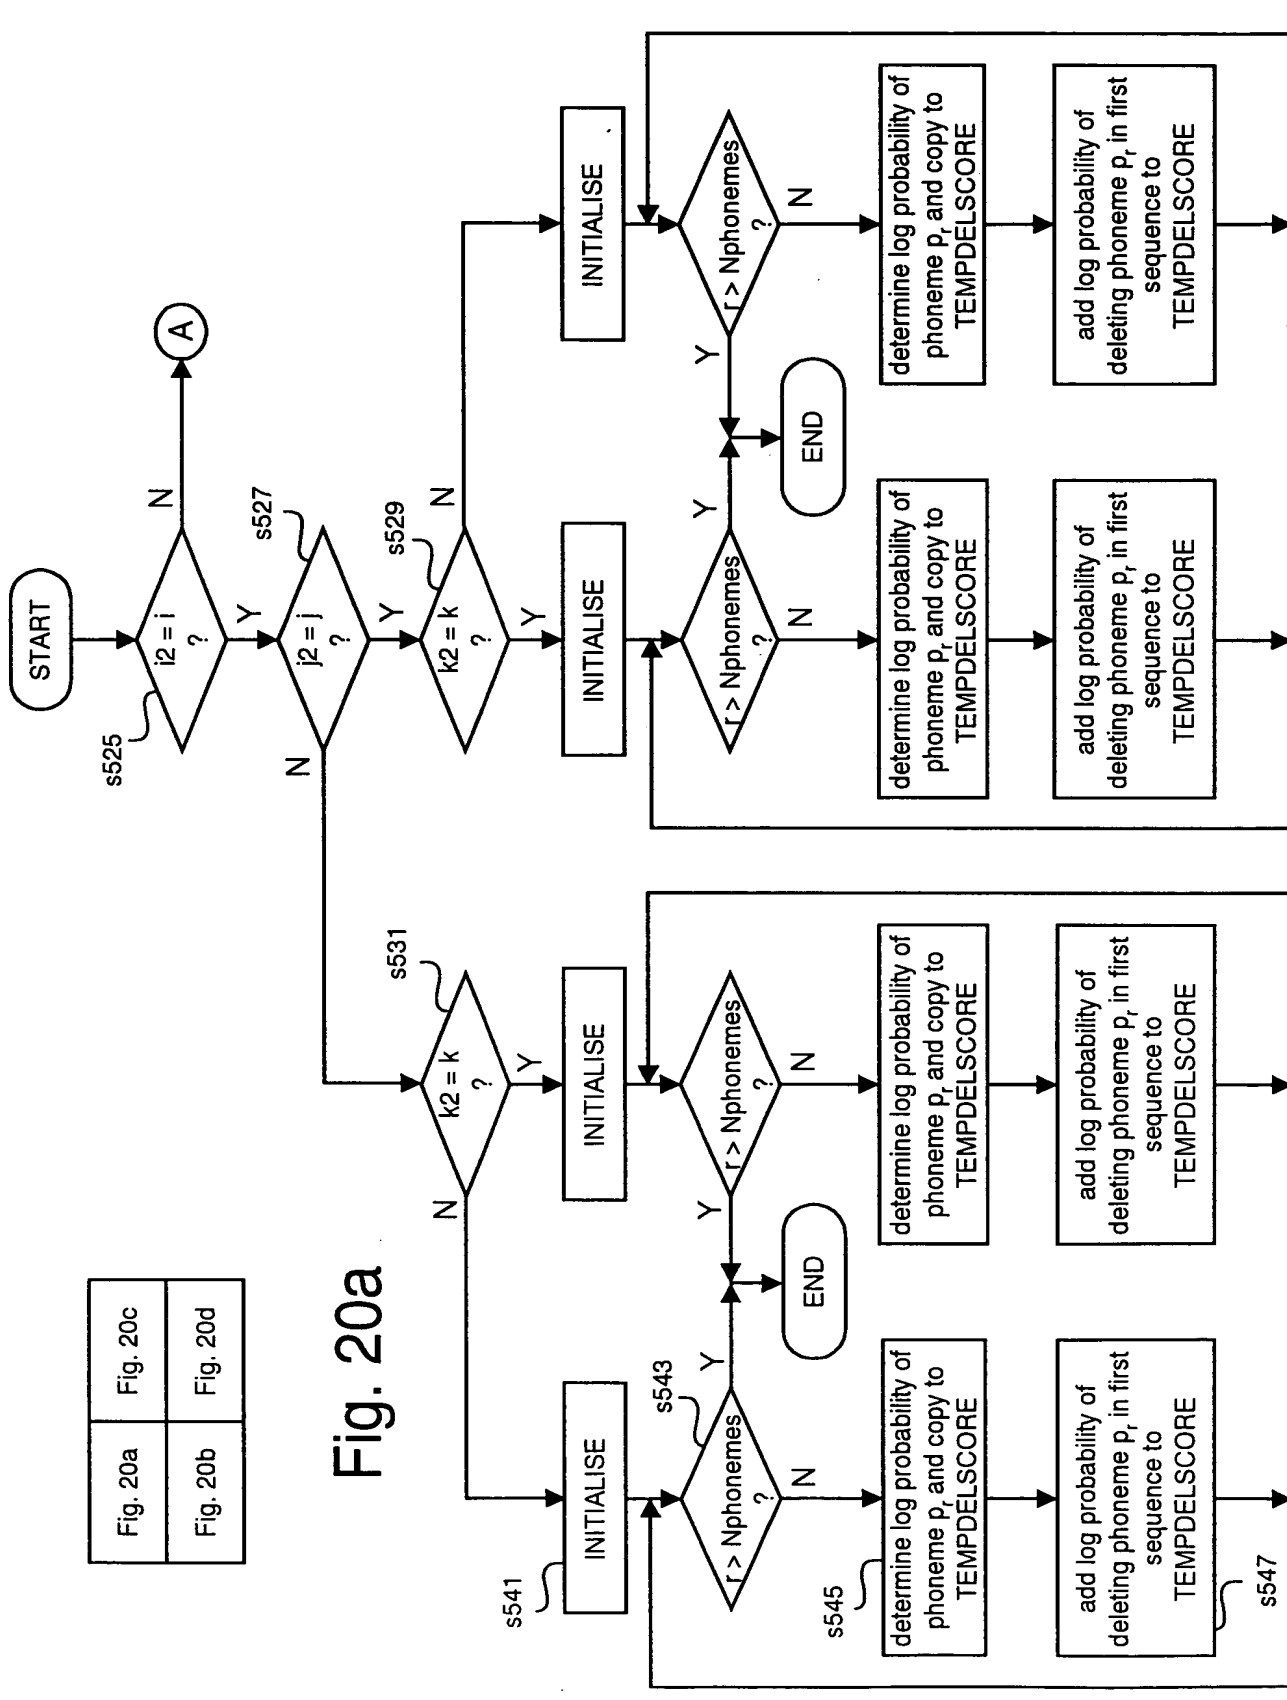 Fig. 20a
Fig. 20c
Fig. 20b
Fig. 20d
Fig. 20a
START
s525
i2 = i
?
N
A
Y
s527
j2 = j
?
N
Y
s531
k2 = k
?
N
Y
s529
k2 = k
?
N
Y
s541
INITIALISE
INITIALISE
INITIALISE
INITIALISE
s543
r > Nphonemes
?
Y
N
r > Nphonemes
?
Y
N
r > Nphonemes
?
Y
N
r > Nphonemes
?
Y
N
END
END
s545
determine log probability of
phoneme pr and copy to
TEMPDELSCORE
determine log probability of
phoneme pr and copy to
TEMPDELSCORE
determine log probability of
phoneme pr and copy to
TEMPDELSCORE
determine log probability of
phoneme pr and copy to
TEMPDELSCORE
add log probability of
deleting phoneme pr in first
sequence to
TEMPDELSCORE
s547
add log probability of
deleting phoneme pr in first
sequence to
TEMPDELSCORE
add log probability of
deleting phoneme pr in first
sequence to
TEMPDELSCORE
add log probability of
deleting phoneme pr in first
sequence to
TEMPDELSCORE